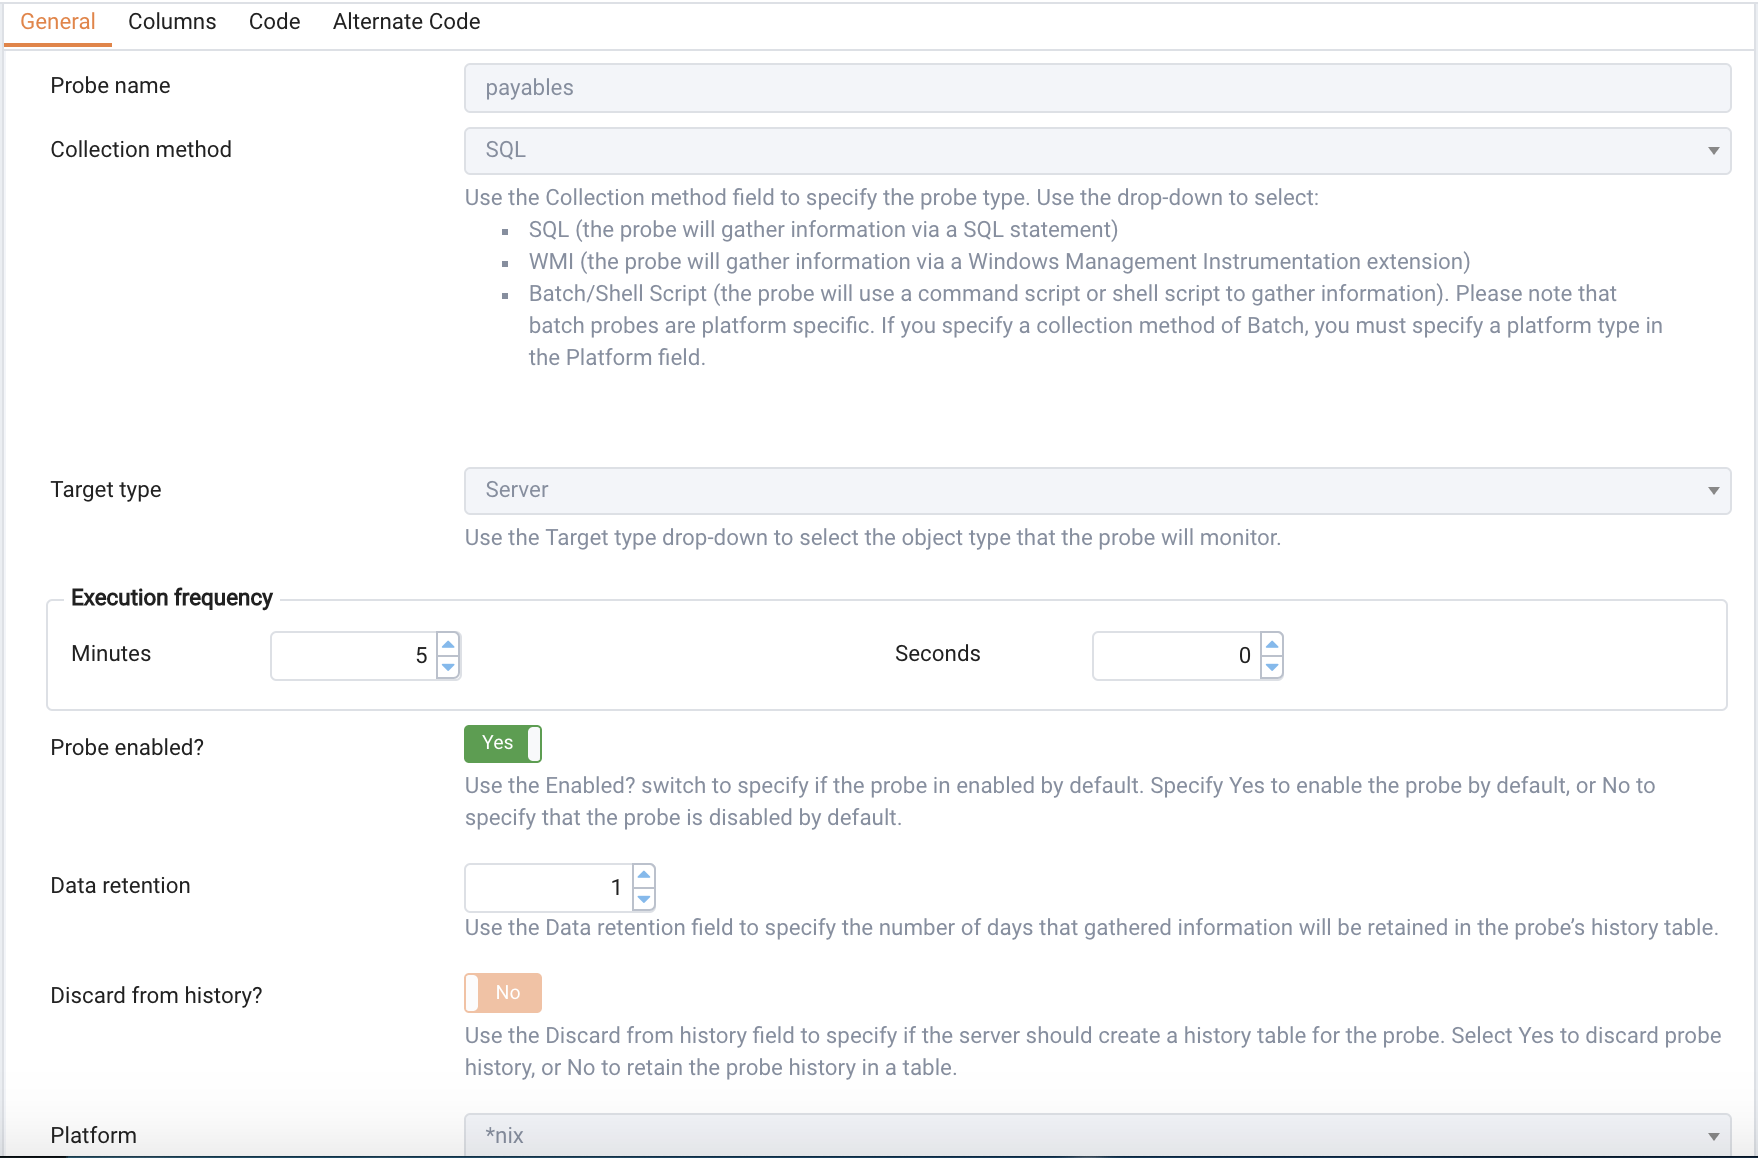 General Columns Code Alternate Code
Probe name payables
Collection method SQL
Use the Collection method field to specify the probe type. Use the drop-down to select:
▪ SQL (the probe will gather information via a SQL statement)
▪ WMI (the probe will gather information via a Windows Management Instrumentation extension)
▪ Batch/Shell Script (the probe will use a command script or shell script to gather information). Please note that
batch probes are platform specific. If you specify a collection method of Batch, you must specify a platform type in
the Platform field.
Target type Server
Use the Target type drop-down to select the object type that the probe will monitor.
Execution frequency
Minutes 5 Seconds 0
Probe enabled? Yes
Use the Enabled? switch to specify if the probe in enabled by default. Specify Yes to enable the probe by default, or No to
specify that the probe is disabled by default.
Data retention 1
Use the Data retention field to specify the number of days that gathered information will be retained in the probe’s history table.
Discard from history? No
Use the Discard from history field to specify if the server should create a history table for the probe. Select Yes to discard probe
history, or No to retain the probe history in a table.
Platform *nix